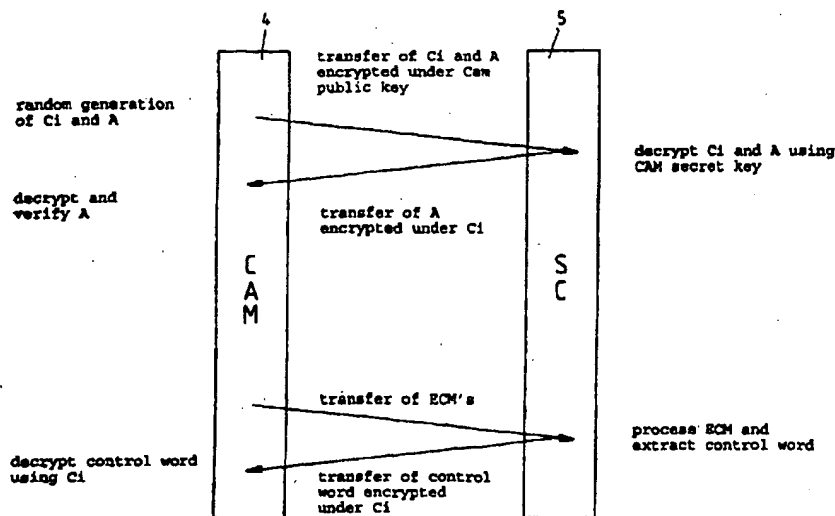 4
5
transfer of Ci and A
encrypted under Cam
public key
random generation
of Ci and A
decrypt Ci and A using
CAM secret key
decrypt and
verify A
transfer of A
encrypted under Ci
C
A
M
S
C
transfer of ECM's
process ECM and
extract control word
decrypt control word
using Ci
transfer of control
word encrypted
under Ci